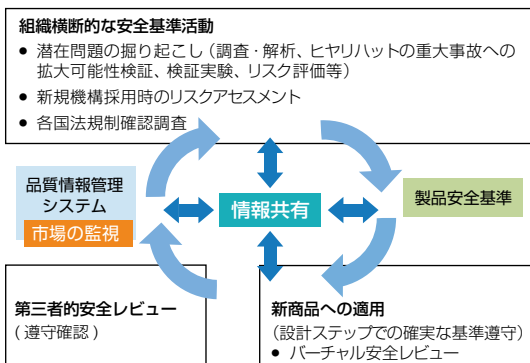 組織横断的な安全基準活動
● 潜在問題の掘り起こし（調査・解析、ヒヤリハットの重大事故への
拡大可能性検証、検証実験、リスク評価等）
● 新規機構採用時のリスクアセスメント
● 各国法規制確認調査
品質情報管理
システム
市場の監視
情報共有
製品安全基準
第三者的安全レビュー
( 遵守確認 )
新商品への適用
(設計ステップでの確実な基準遵守)
● バーチャル安全レビュー